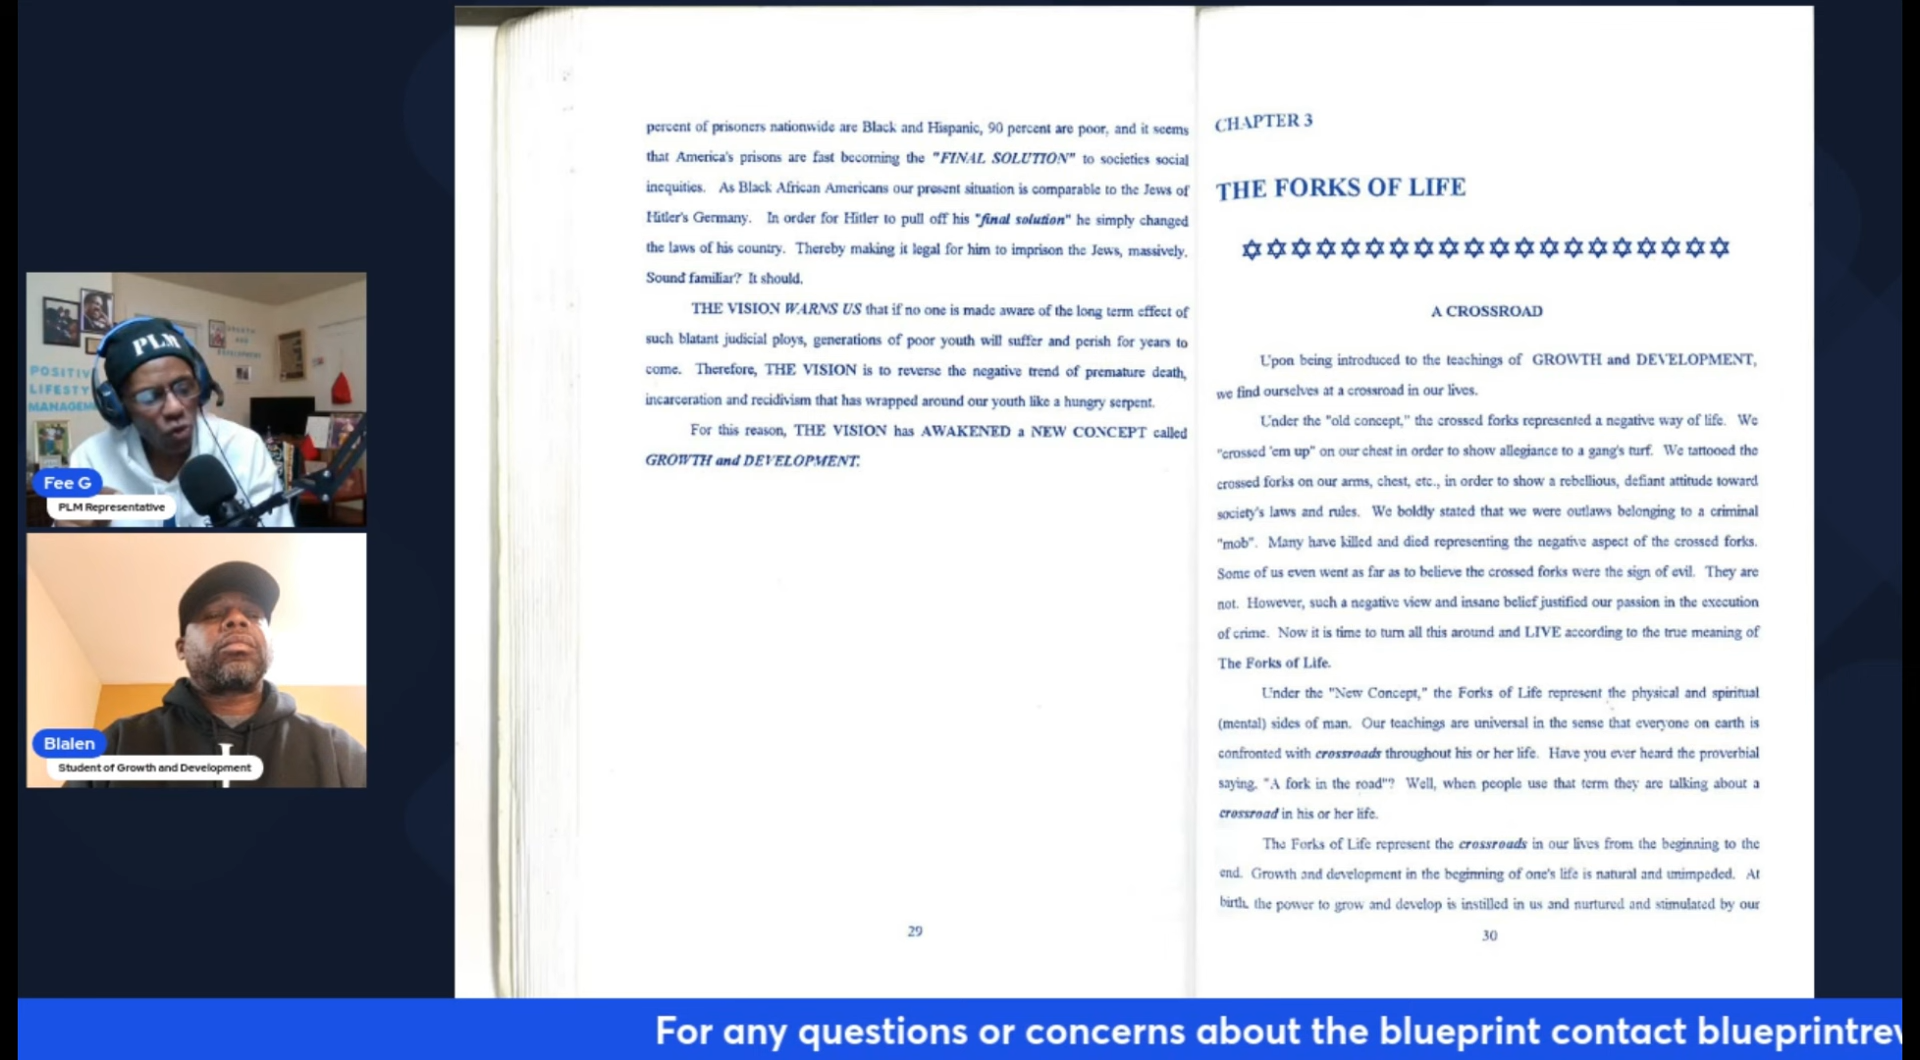 percent of prisoners nationwide are Black and Hispanic, 90 percent are poor, and it seems
that America's prisons are fast becoming the "FINAL SOLUTION" to societies social
inequities. As Black African Americans our present situation is comparable to the Jews of
Hitler's Germany. In order for Hitler to pull off his "final solution" he simply changed
the laws of his country. Thereby making it legal for him to imprison the Jews, massively.
Sound familiar? It should.
THE VISION WARNS US that if no one is made aware of the long term effect of
such blatant judicial ploys, generations of poor youth will suffer and perish for years to
come. Therefore, THE VISION is to reverse the negative trend of premature death,
incarceration and recidivism that has wrapped around our youth like a hungry serpent.
For this reason, THE VISION has AWAKENED a NEW CONCEPT called
GROWTH and DEVELOPMENT.
29
CHAPTER 3
THE FORKS OF LIFE
A CROSSROAD
Upon being introduced to the teachings of GROWTH and DEVELOPMENT,
we find ourselves at a crossroad in our lives.
Under the "old concept," the crossed forks represented a negative way of life. We
"crossed 'em up" on our chest in order to show allegiance to a gang's turf. We tattooed the
crossed forks on our arms, chest, etc., in order to show a rebellious, defiant attitude toward
society's laws and rules. We boldly stated that we were outlaws belonging to a criminal
"mob". Many have killed and died representing the negative aspect of the crossed forks.
Some of us even went as far as to believe the crossed forks were the sign of evil. They are
not. However, such a negative view and insane belief justified our passion in the execution
of crime. Now it is time to turn all this around and LIVE according to the true meaning of
The Forks of Life.
Under the "New Concept," the Forks of Life represent the physical and spiritual
(mental) sides of man. Our teachings are universal in the sense that everyone on earth is
confronted with crossroads throughout his or her life. Have you ever heard the proverbial
saying, "A fork in the road"? Well, when people use that term they are talking about a
crossroad in his or her life.
The Forks of Life represent the crossroads in our lives from the beginning to the
end. Growth and development in the beginning of one's life is natural and unimpeded. At
birth, the power to grow and develop is instilled in us and nurtured and stimulated by our
30
PLM
POSITIV
LIFESTY
MANAGEM
Fee G
PLM Representative
Blalen
Student of Growth and Development
For any questions or concerns about the blueprint contact blueprintrev